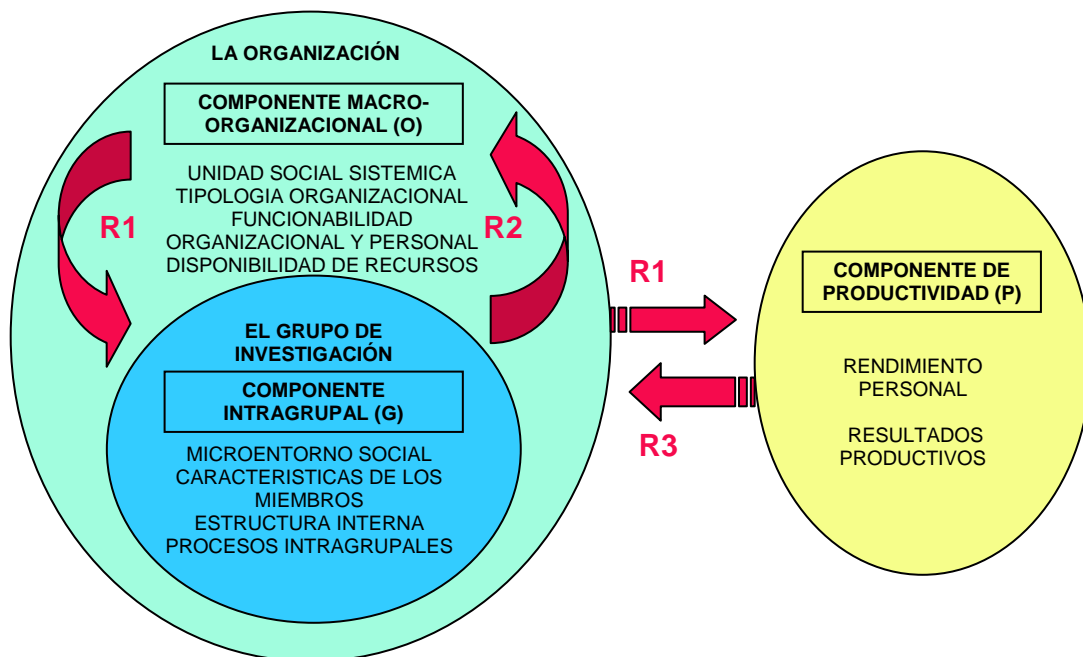 LA ORGANIZACIÓN
COMPONENTE MACRO-
ORGANIZACIONAL (O)
UNIDAD SOCIAL SISTEMICA
TIPOLOGIA ORGANIZACIONAL
FUNCIONABILIDAD
ORGANIZACIONAL Y PERSONAL
DISPONIBILIDAD DE RECURSOS
R1
R2
EL GRUPO DE
INVESTIGACIÓN
COMPONENTE
INTRAGRUPAL (G)
MICROENTORNO SOCIAL
CARACTERISTICAS DE LOS
MIEMBROS
ESTRUCTURA INTERNA
PROCESOS INTRAGRUPALES
R1
R3
COMPONENTE DE
PRODUCTIVIDAD (P)
RENDIMIENTO
PERSONAL
RESULTADOS
PRODUCTIVOS